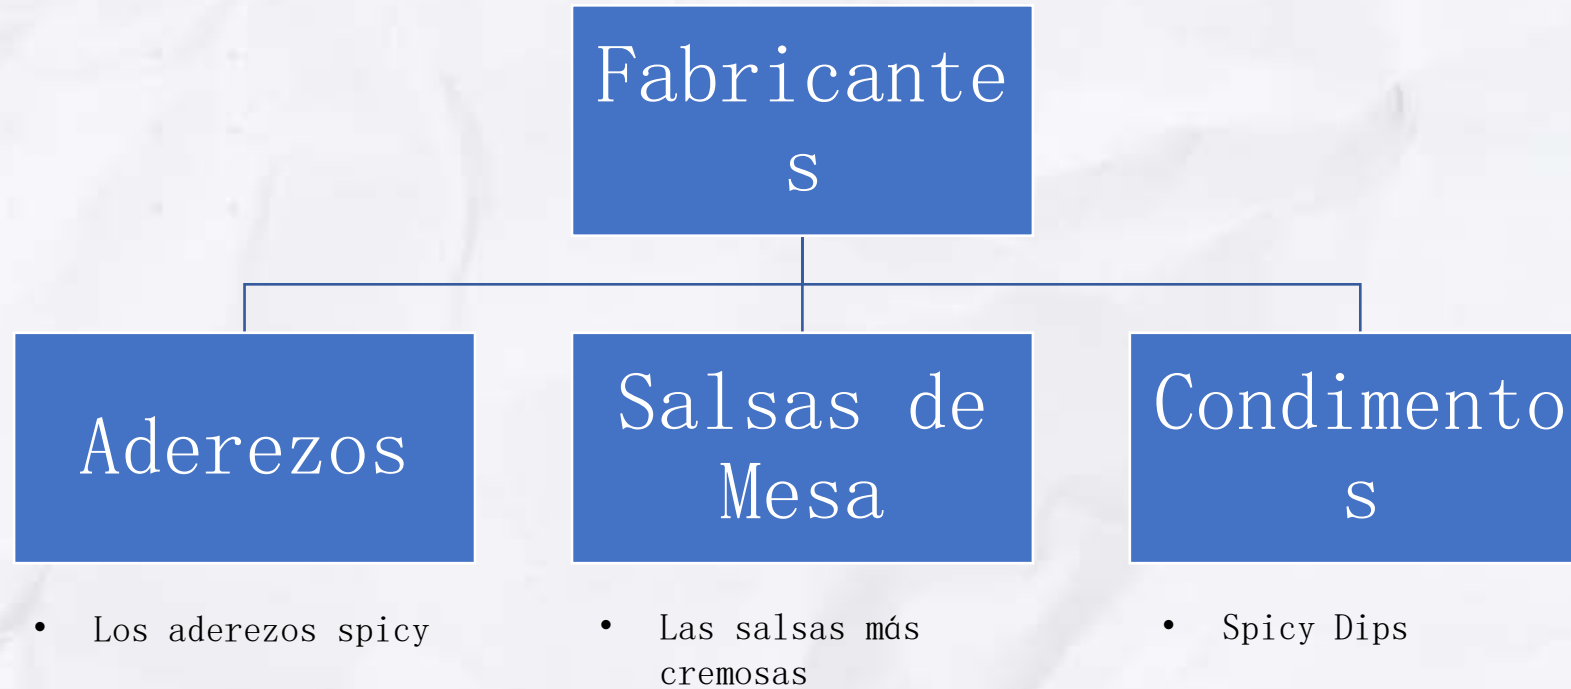 Fabricante
s
Aderezos
Salsas de
Mesa
Condimento
s
• Los aderezos spicy
• Las salsas más
cremosas
• Spicy Dips